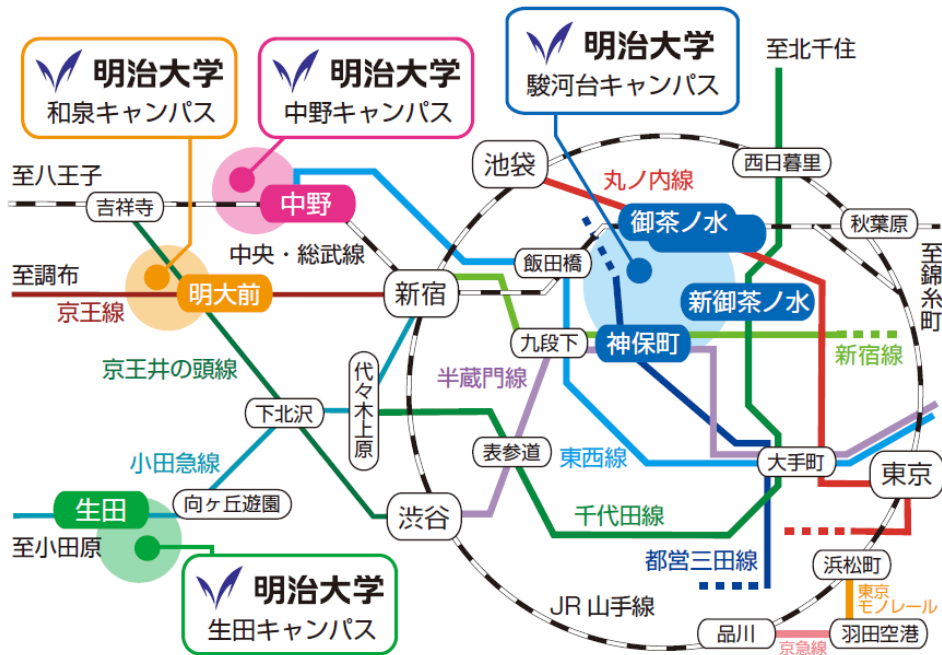 明治大学
和泉キャンパス
明治大学
中野キャンパス
明治大学
駿河台キャンパス
至北千住
至八王子
吉祥寺
中野
池袋
丸ノ内線
西日暮里
御茶ノ水
秋葉原
中央・総武線
飯田橋
至錦糸町
至調布
明大前
新宿
新御茶ノ水
京王線
九段下
神保町
新宿線
京王井の頭線
半蔵門線
代々木上原
下北沢
小田急線
表参道
東西線
大手町
東京
生田
向ヶ丘遊園
渋谷
千代田線
至小田原
都営三田線
浜松町
明治大学
生田キャンパス
JR 山手線
東京
モノレール
品川
京急線
羽田空港